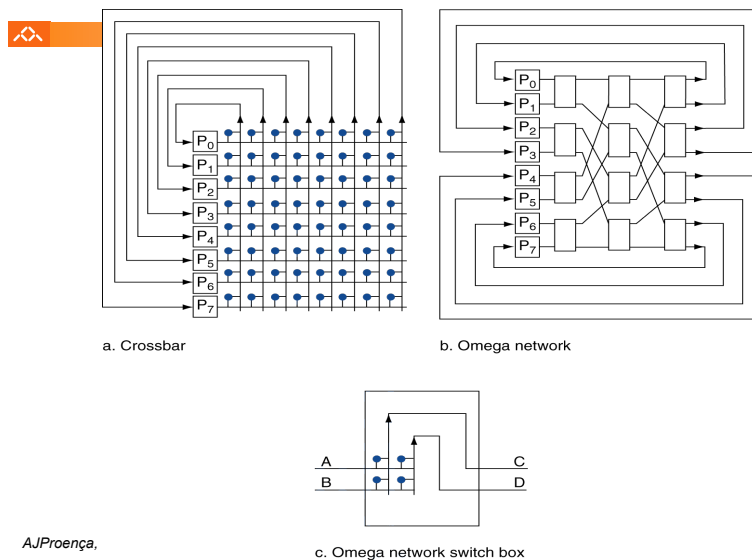 P0
P1
P2
P3
P4
P5
P6
P7
a. Crossbar
P0
P1
P2
P3
P4
P5
P6
P7
b. Omega network
A
B
C
D
c. Omega network switch box
AJProença,